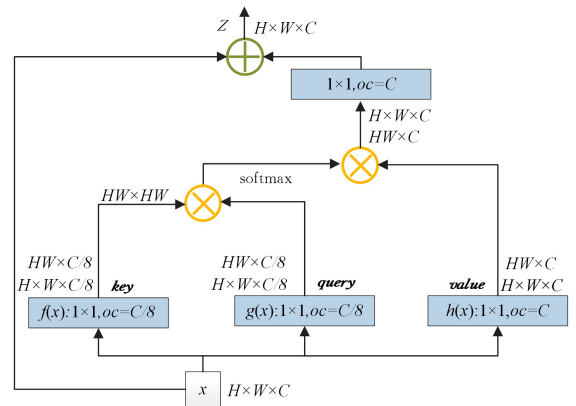 Z
H×W×C
1×1,oc=C
H×W×C
HW×C
softmax
HW×HW
HW×C/8
H×W×C/8
key
HW×C/8
H×W×C/8
query
HW×C
H×W×C
value
f(x):1×1,oc=C/8
g(x):1×1,oc=C/8
h(x):1×1,oc=C
x
H×W×C